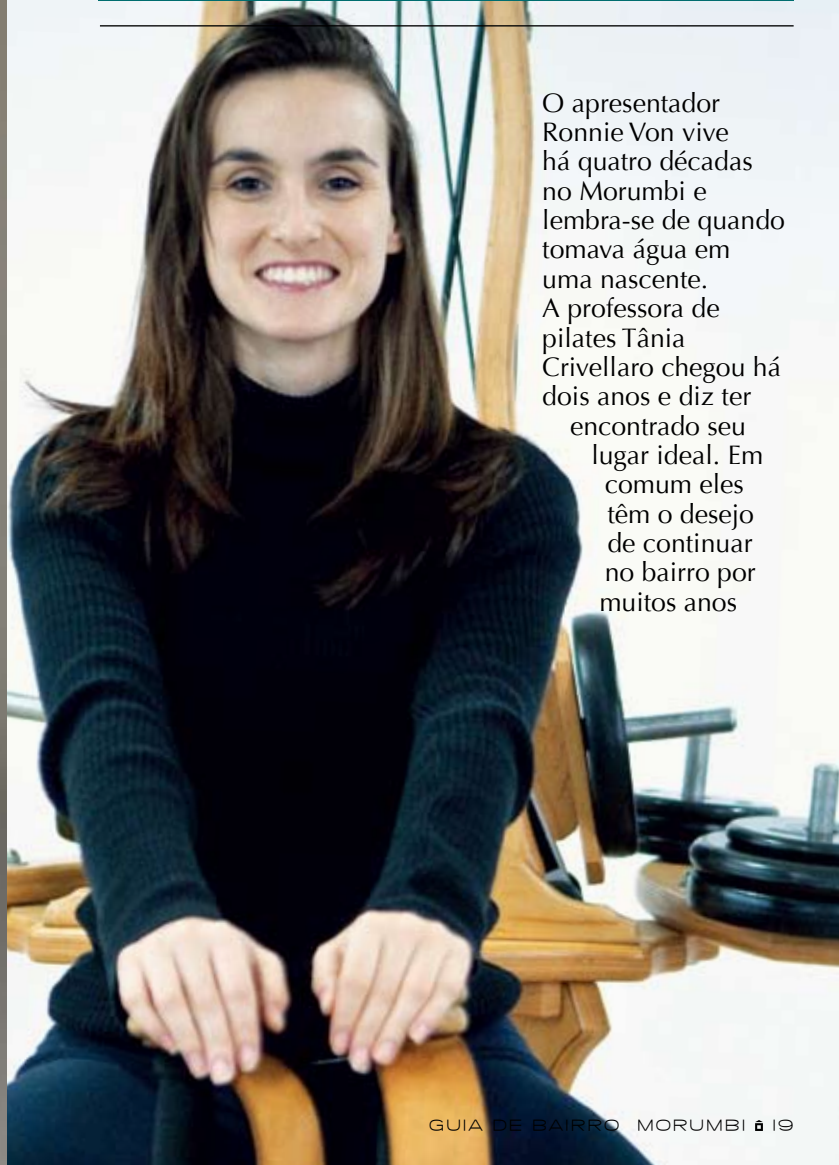 O apresentador
Ronnie Von vive
há quatro décadas
no Morumbi e
lembra-se de quando
tomava água em
uma nascente.
A professora de
pilates Tânia
Crivellaro chegou há
dois anos e diz ter
encontrado seu
lugar ideal. Em
comum eles
têm o desejo
de continuar
no bairro por
muitos anos
GUIA DE BAIRRO MORUMBI 19